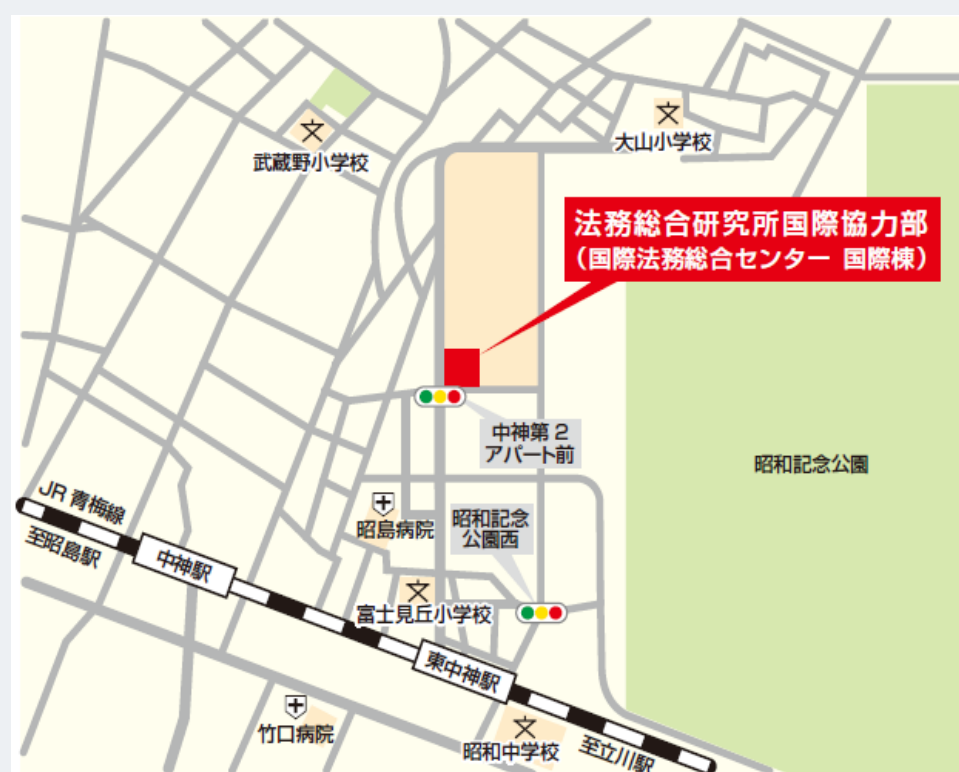 大山小学校
武蔵野小学校
法務総合研究所国際協力部
（国際法務総合センター 国際棟）
中神第2
アパート前
昭和記念公園
JR 青梅線
至昭島駅
中神駅
昭島病院
昭和記念
公園西
富士見丘小学校
東中神駅
竹口病院
昭和中学校
至立川駅